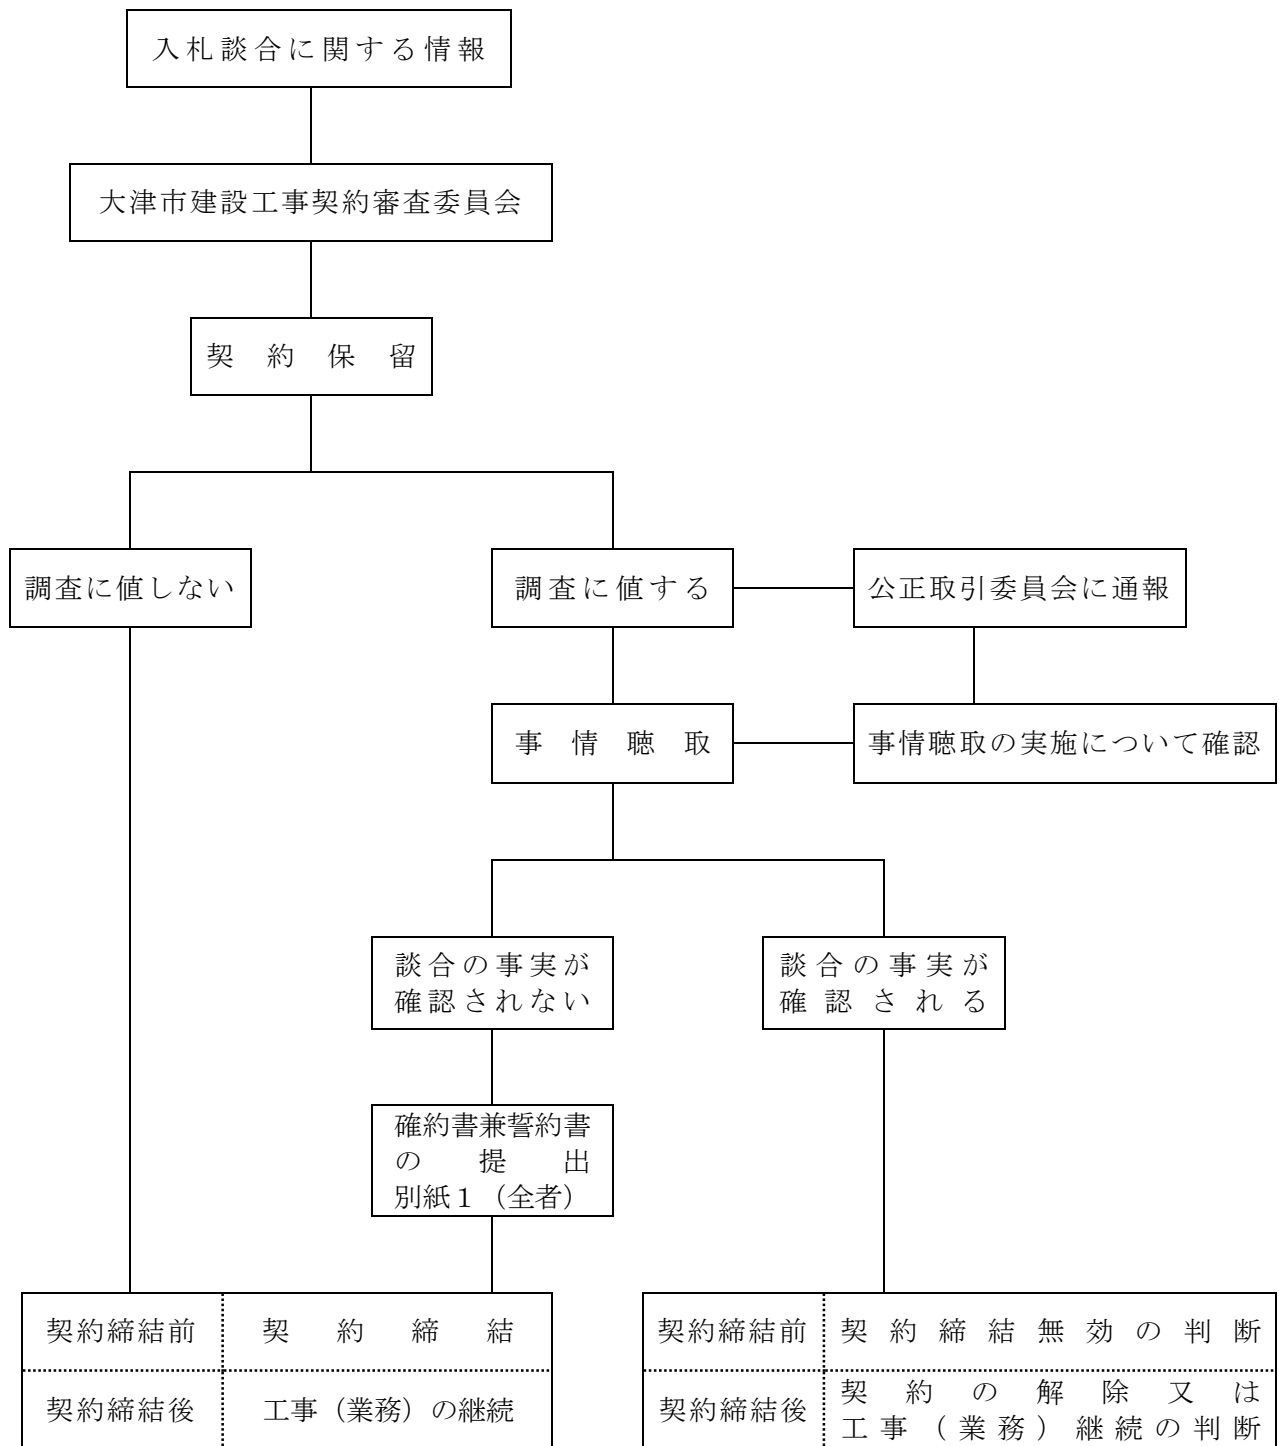 入札談合に関する情報
大津市建設工事契約審査委員会
契約保留
調査に値しない
調査に値する
公正取引委員会に通報
事情聴取
事情聴取の実施について確認
談合の事実が
確認されない
談合の事実が
確認される
確約書兼誓約書
の提出
別紙１（全者）
契約締結前
契約締結
契約締結後
工事（業務）の継続
契約締結前
契約締結無効の判断
契約締結後
契約の解除又は
工事（業務）継続の判断